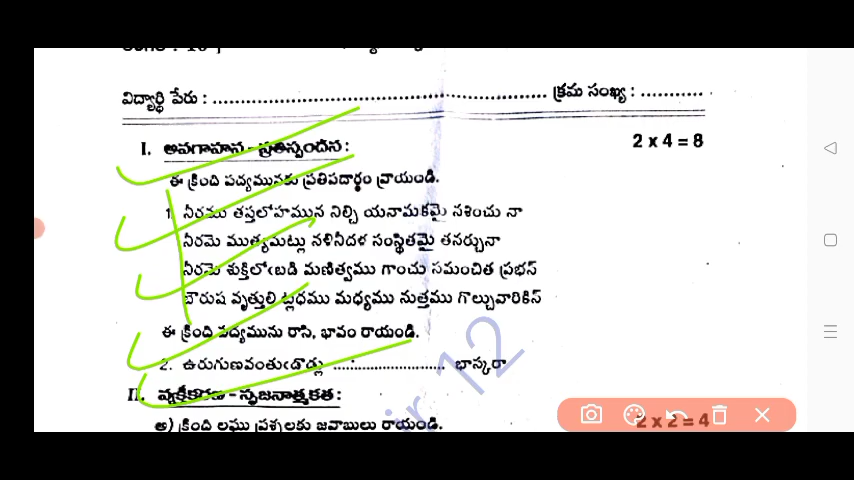 విద్యార్థి పేరు : ................................................................ క్రమ సంఖ్య : ...........
I. అవగాహన - ప్రతిస్పందన : 2 x 4 = 8
ఈ క్రింది పద్యమునకు ప్రతిపదార్థం వ్రాయండి.
1. నీరము తప్తలోహమున నిల్చి యనామకమై నశించు నా
నీరమె ముత్యమట్లు నళినీదళ సంస్థితమై తనర్చునా
నీరమె శుక్తిలోఁబడి మణిత్వము గాంచు సమంచిత ప్రభన్
బౌరుష వృత్తులి ట్లధము మధ్యము నుత్తము గొల్చువారికిన్
ఈ క్రింది పద్యమును రాసి, భావం రాయండి.
2. ఉరుగుణవంతుఁడొడ్లు ......................... భాస్కరా
II. వ్యక్తీకరణ - సృజనాత్మకత : 2 x 2 = 4
అ) క్రింది లఘు ప్రశ్నలకు జవాబులు రాయండి.
12